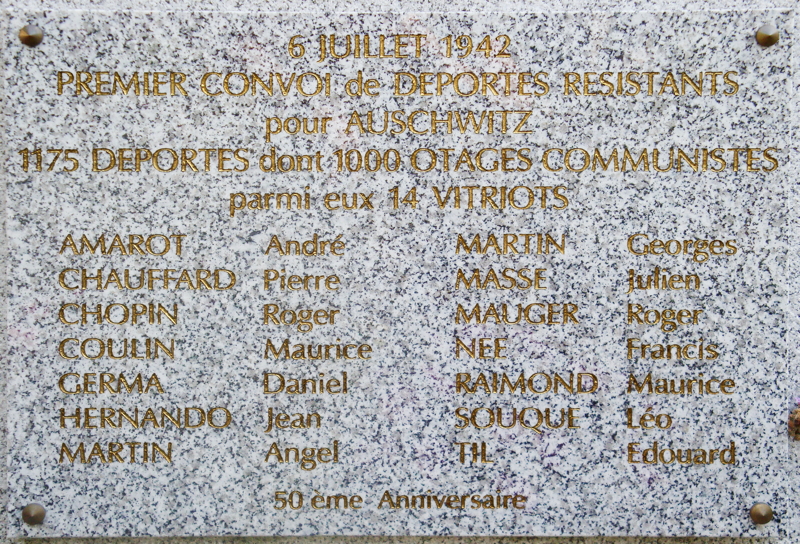 6 JUILLET 1942
PREMIER CONVOI de DEPORTES RESISTANTS
pour AUSCHWITZ
1175 DEPORTES dont 1000 OTAGES COMMUNISTES
parmi eux 14 VITRIOTS
AMAROT André MARTIN Georges
CHAUFFARD Pierre MASSE Julien
CHOPIN Roger MAUGER Roger
COULIN Maurice NEE Francis
GERMA Daniel RAIMOND Maurice
HERNANDO Jean SOUQUE Léo
MARTIN Angel TIL Edouard
50 ème Anniversaire